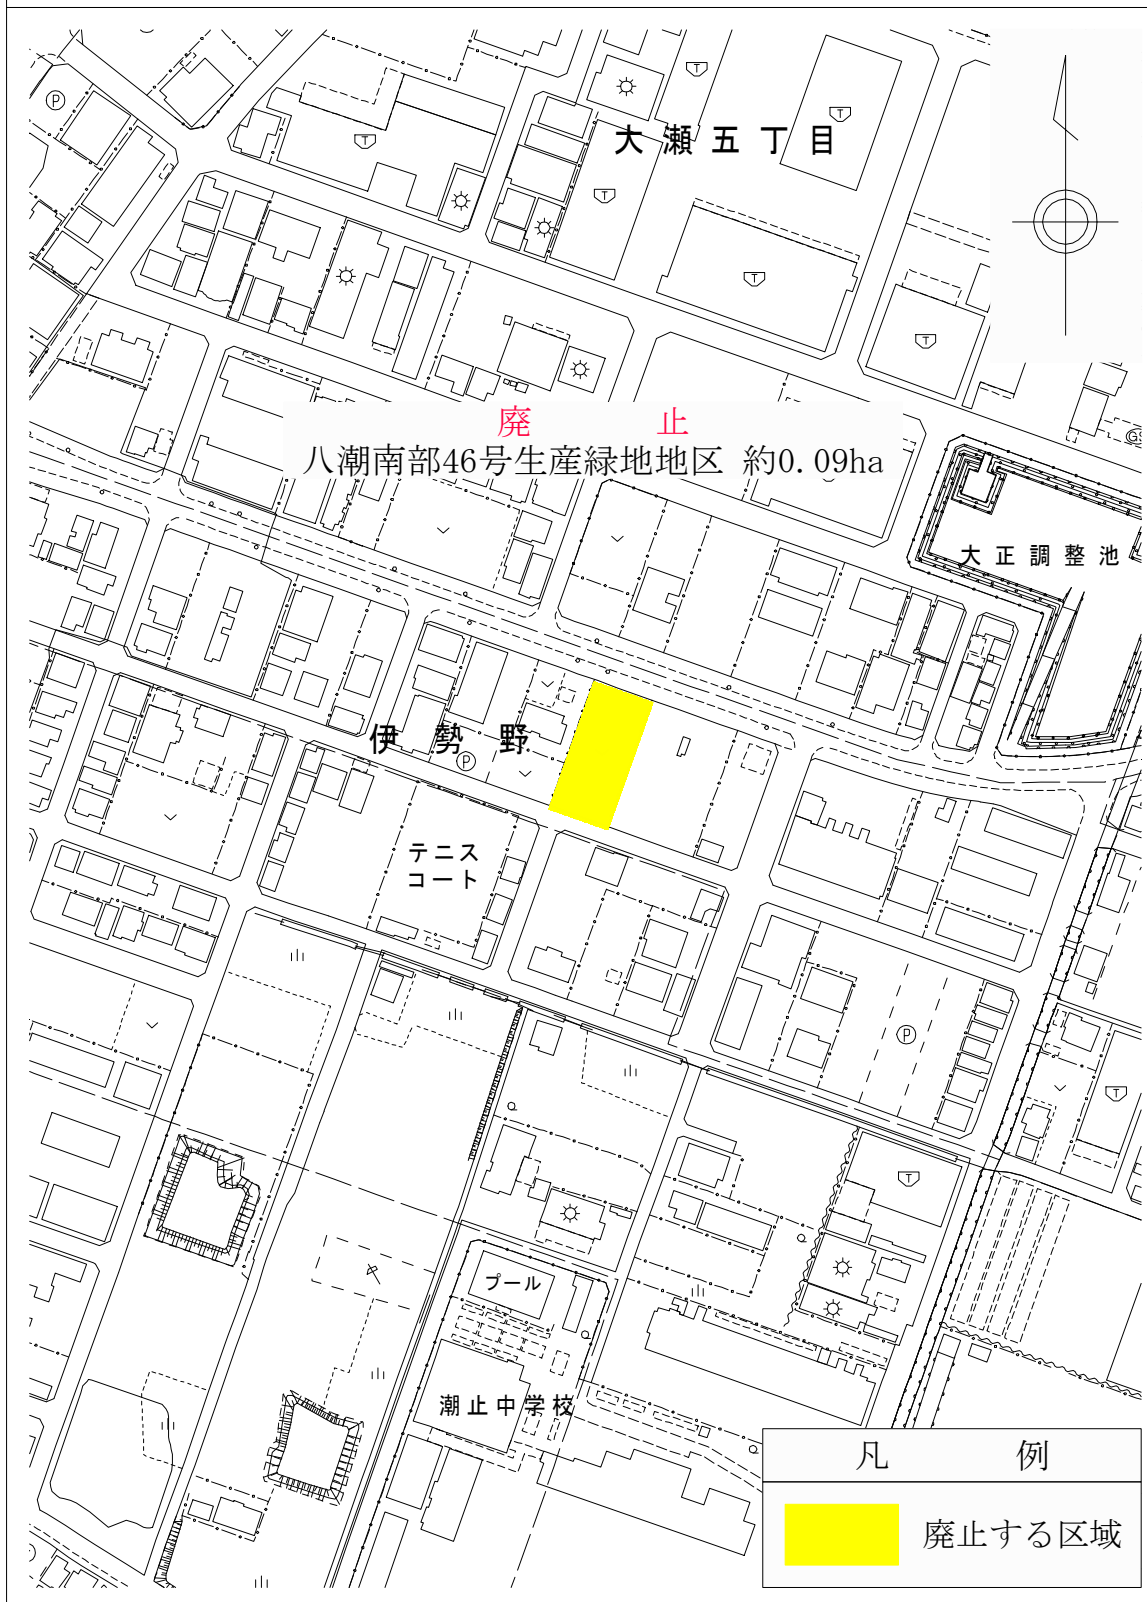 大瀬五丁目
廃 止
八潮南部46号生産緑地地区 約0.09ha
大正調整池
伊勢野
テニス
コート
プール
潮止中学校
凡 例
廃止する区域